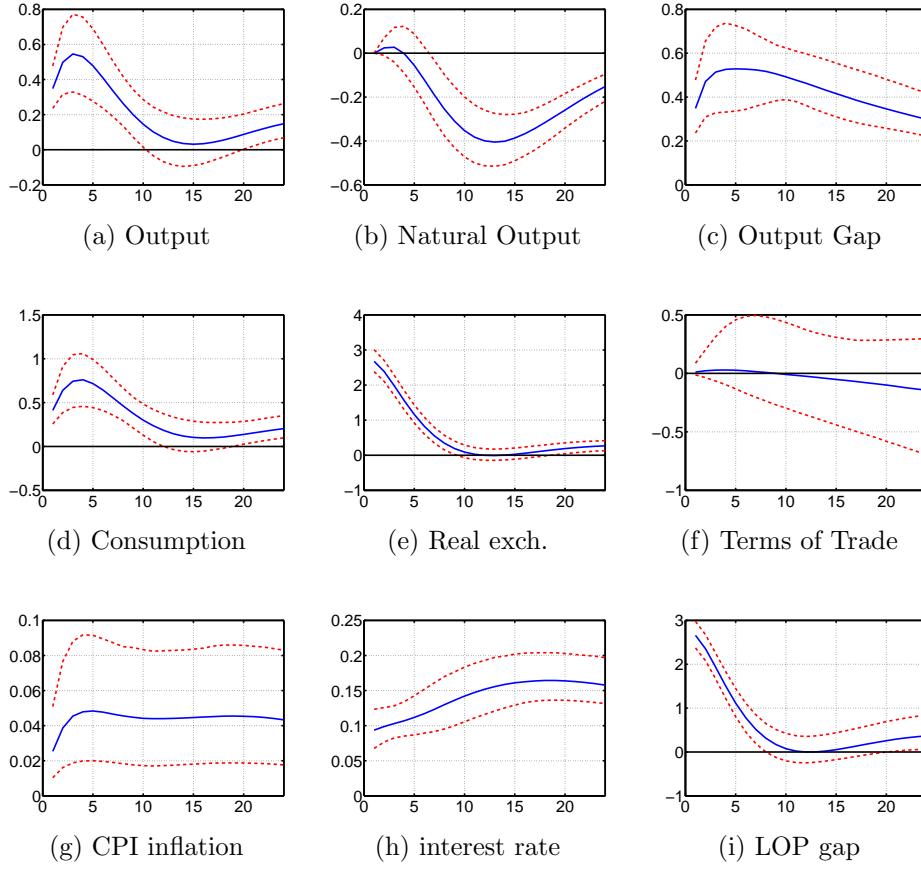 0.8 0.2 0.8
0.6 0 0.6
0.4
0.2 −0.2 0.4
0 −0.4 0.2
−0.2 −0.6 0
0 5 10 15 20 0 5 10 15 20 0 5 10 15 20
(a) Output (b) Natural Output (c) Output Gap
1.5 4 0.5
1 3
2 0
0.5 1 −0.5
0 0
−0.5 −1 −1
0 5 10 15 20 0 5 10 15 20 0 5 10 15 20
(d) Consumption (e) Real exch. (f) Terms of Trade
0.1 0.25 3
0.08 0.2 2
0.06 0.15 1
0.04 0.1 0
0.02 0.05
0 0 −1
0 5 10 15 20 0 5 10 15 20 0 5 10 15 20
(g) CPI inflation (h) interest rate (i) LOP gap